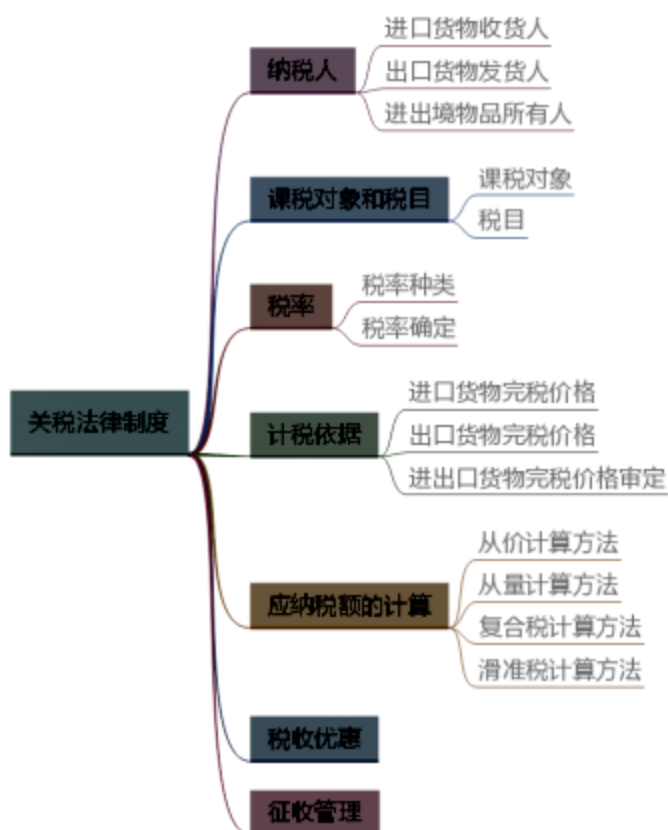 关税法律制度
纳税人
进口货物收货人
出口货物发货人
进出境物品所有人
课税对象和税目
课税对象
税目
税率
税率种类
税率确定
计税依据
进口货物完税价格
出口货物完税价格
进出口货物完税价格审定
应纳税额的计算
从价计算方法
从量计算方法
复合税计算方法
滑准税计算方法
税收优惠
征收管理